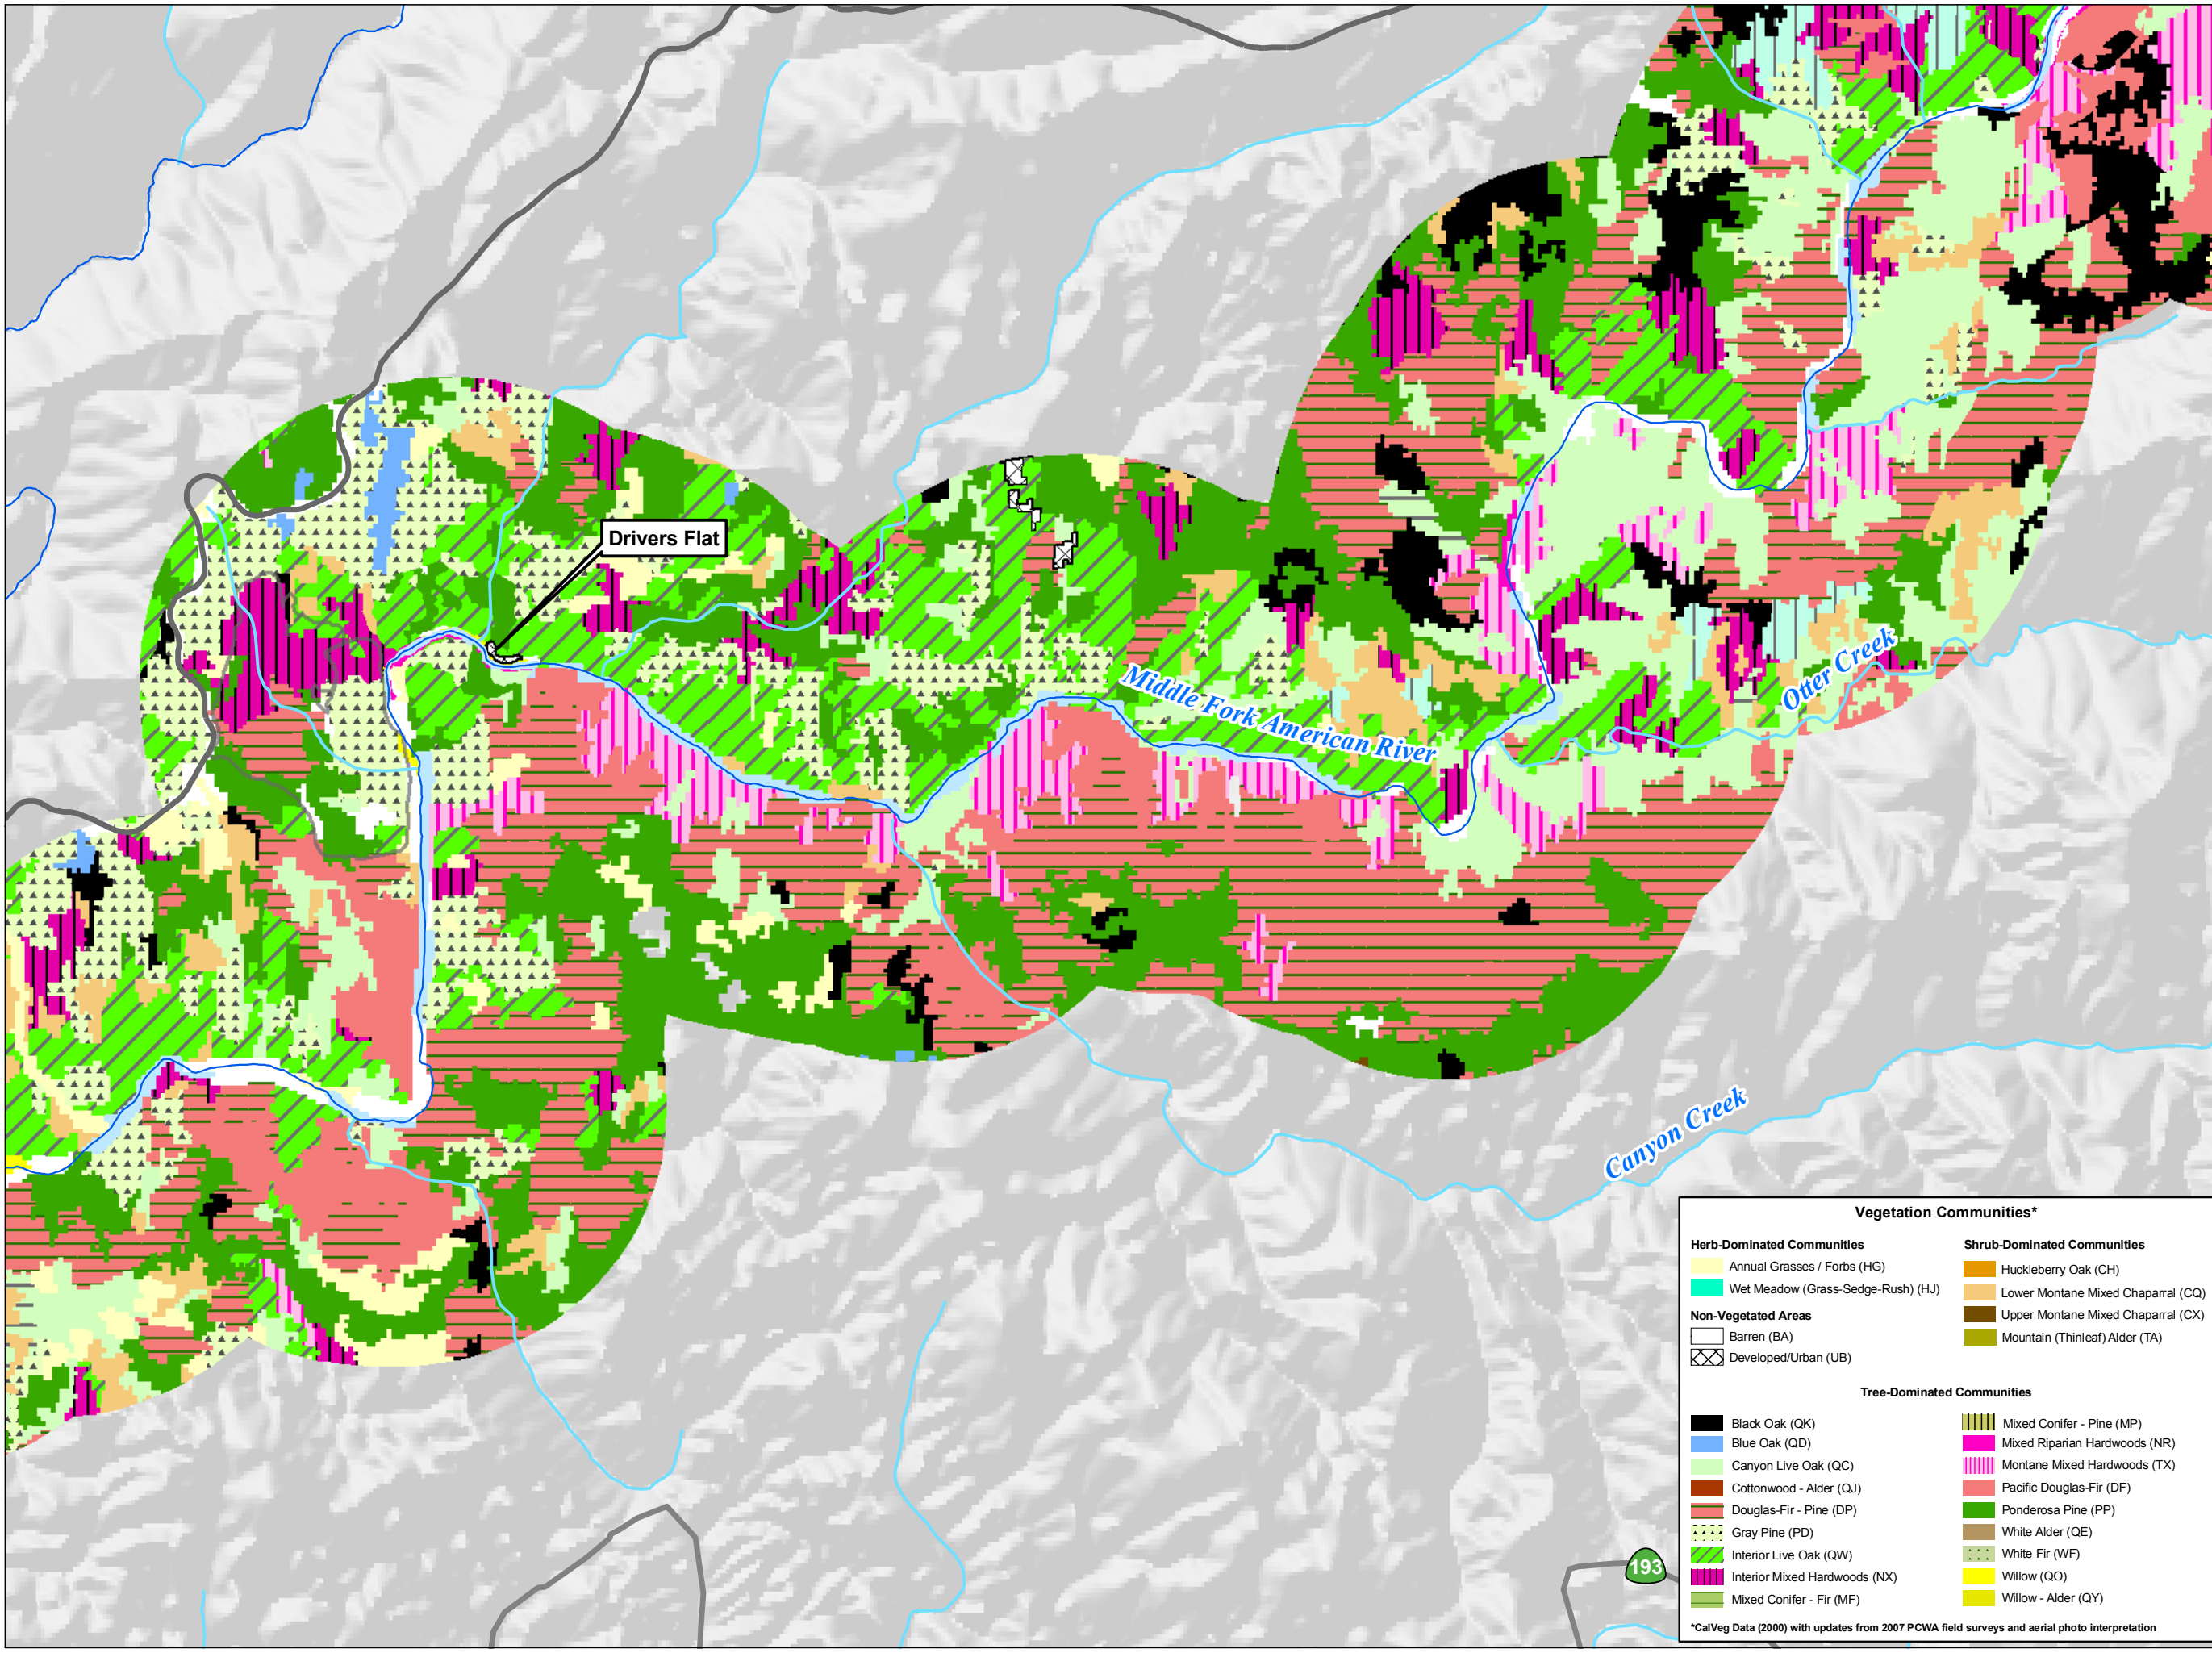 Drivers Flat
Middle Fork American River
Otter Creek
Canyon Creek
193
Vegetation Communities*
Herb-Dominated Communities
Annual Grasses / Forbs (HG)
Wet Meadow (Grass-Sedge-Rush) (HJ)
Non-Vegetated Areas
Barren (BA)
Developed/Urban (UB)
Shrub-Dominated Communities
Huckleberry Oak (CH)
Lower Montane Mixed Chaparral (CQ)
Upper Montane Mixed Chaparral (CX)
Mountain (Thinleaf) Alder (TA)
Tree-Dominated Communities
Black Oak (QK)
Blue Oak (QD)
Canyon Live Oak (QC)
Cottonwood - Alder (QJ)
Douglas-Fir - Pine (DP)
Gray Pine (PD)
Interior Live Oak (QW)
Interior Mixed Hardwoods (NX)
Mixed Conifer - Fir (MF)
Mixed Conifer - Pine (MP)
Mixed Riparian Hardwoods (NR)
Montane Mixed Hardwoods (TX)
Pacific Douglas-Fir (DF)
Ponderosa Pine (PP)
White Alder (QE)
White Fir (WF)
Willow (QO)
Willow - Alder (QY)
*CalVeg Data (2000) with updates from 2007 PCWA field surveys and aerial photo interpretation